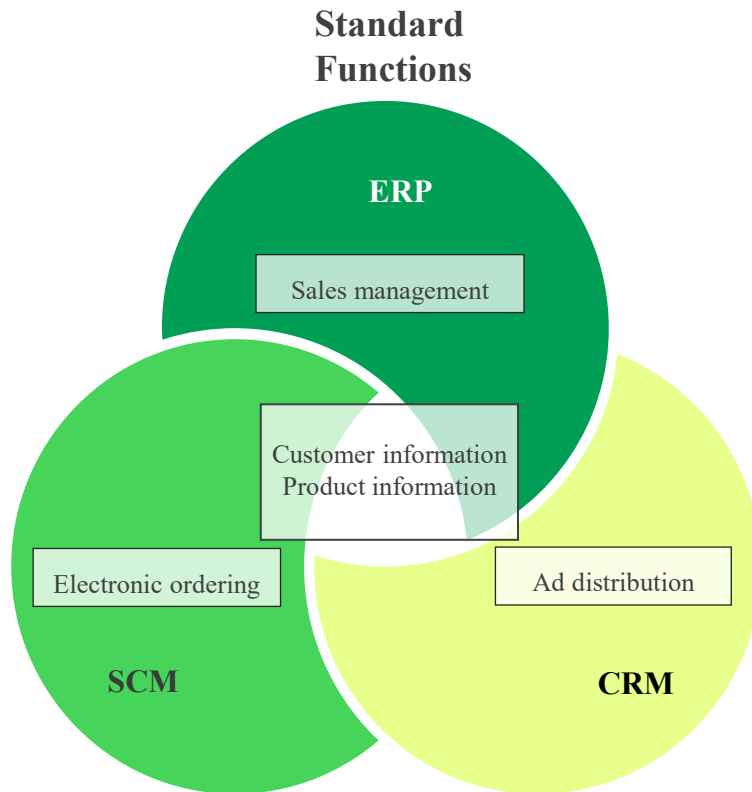 Standard
Functions
ERP
Sales management
Customer information
Product information
Electronic ordering
Ad distribution
SCM
CRM